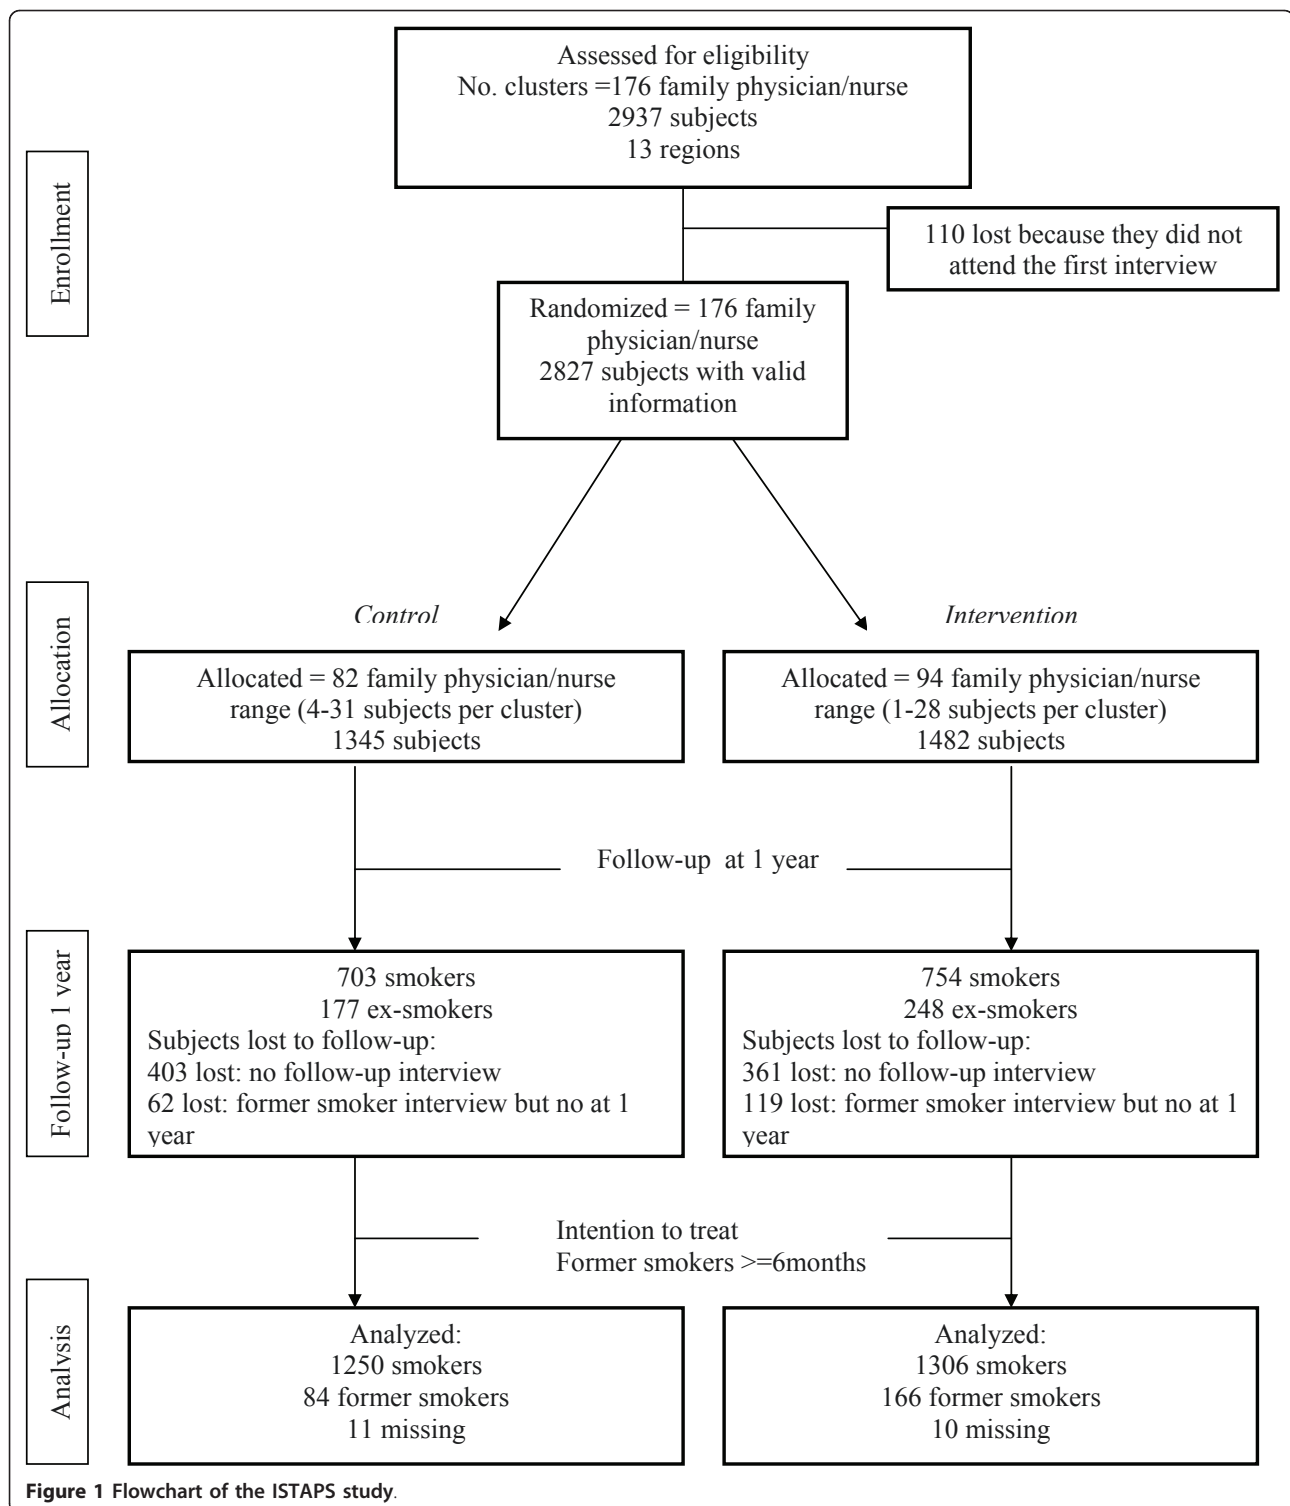 Assessed for eligibility
No. clusters =176 family physician/nurse
2937 subjects
13 regions
Enrollment
110 lost because they did not
attend the first interview
Randomized = 176 family
physician/nurse
2827 subjects with valid
information
Allocation
Control
Intervention
Allocated = 82 family physician/nurse
range (4-31 subjects per cluster)
1345 subjects
Allocated = 94 family physician/nurse
range (1-28 subjects per cluster)
1482 subjects
Follow-up at 1 year
Follow-up 1 year
703 smokers
177 ex-smokers
Subjects lost to follow-up:
403 lost: no follow-up interview
62 lost: former smoker interview but no at 1
year
754 smokers
248 ex-smokers
Subjects lost to follow-up:
361 lost: no follow-up interview
119 lost: former smoker interview but no at 1
year
Intention to treat
Former smokers >=6months
Analysis
Analyzed:
1250 smokers
84 former smokers
11 missing
Analyzed:
1306 smokers
166 former smokers
10 missing
Figure 1 Flowchart of the ISTAPS study.